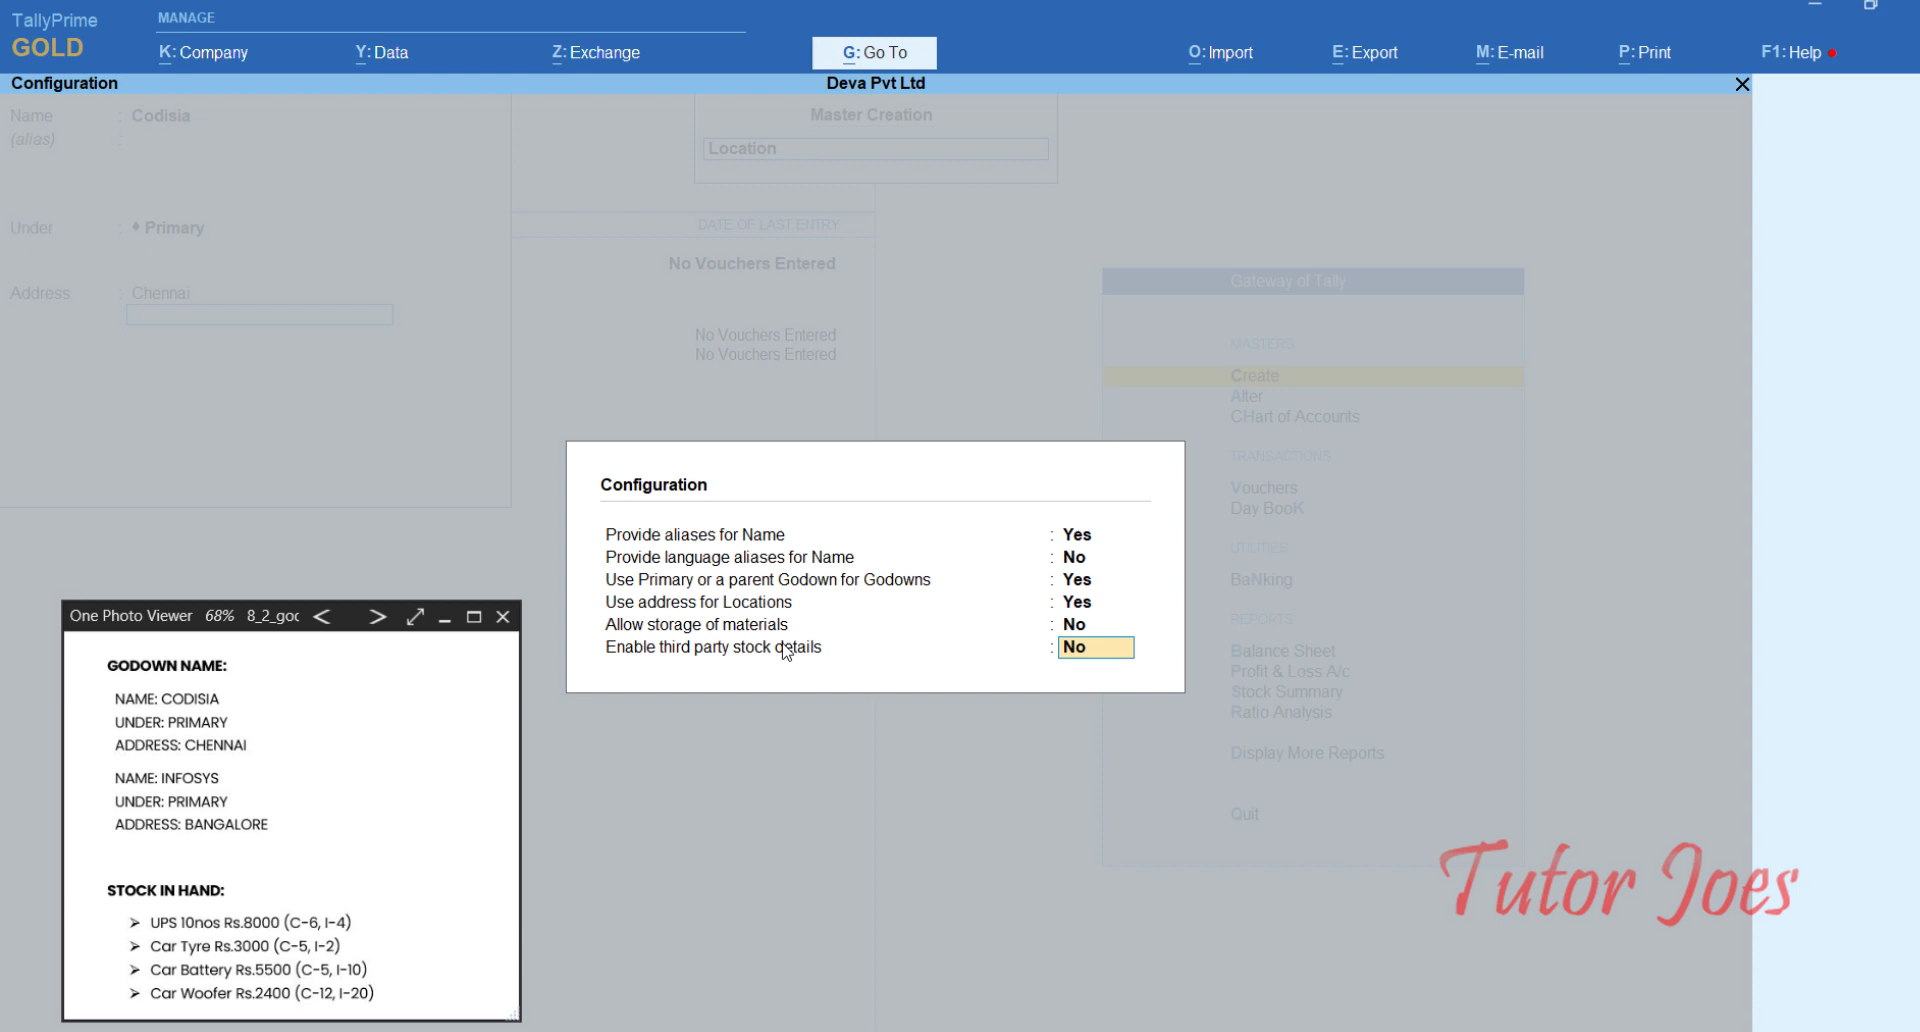 TallyPrime
GOLD
MANAGE
K: Company
Y: Data
Z: Exchange
G: Go To
O: Import
E: Export
M: E-mail
P: Print
F1: Help
Configuration
Deva Pvt Ltd
Name : Codisia
(alias) :
Under : ♦ Primary
Address : Chennai
Master Creation
Location
DATE OF LAST ENTRY
No Vouchers Entered
No Vouchers Entered
No Vouchers Entered
Gateway of Tally
MASTERS
Create
Alter
CHart of Accounts
TRANSACTIONS
Vouchers
Day BooK
UTILITIES
BaNking
REPORTS
Balance Sheet
Profit & Loss A/c
Stock Summary
Ratio Analysis
Display More Reports
Quit
Configuration
Provide aliases for Name : Yes
Provide language aliases for Name : No
Use Primary or a parent Godown for Godowns : Yes
Use address for Locations : Yes
Allow storage of materials : No
Enable third party stock details : No
One Photo Viewer 68% 8_2_goc
GODOWN NAME:
NAME: CODISIA
UNDER: PRIMARY
ADDRESS: CHENNAI
NAME: INFOSYS
UNDER: PRIMARY
ADDRESS: BANGALORE
STOCK IN HAND:
➢ UPS 10nos Rs.8000 (C-6, I-4)
➢ Car Tyre Rs.3000 (C-5, I-2)
➢ Car Battery Rs.5500 (C-5, I-10)
➢ Car Woofer Rs.2400 (C-12, I-20)
Tutor Joes